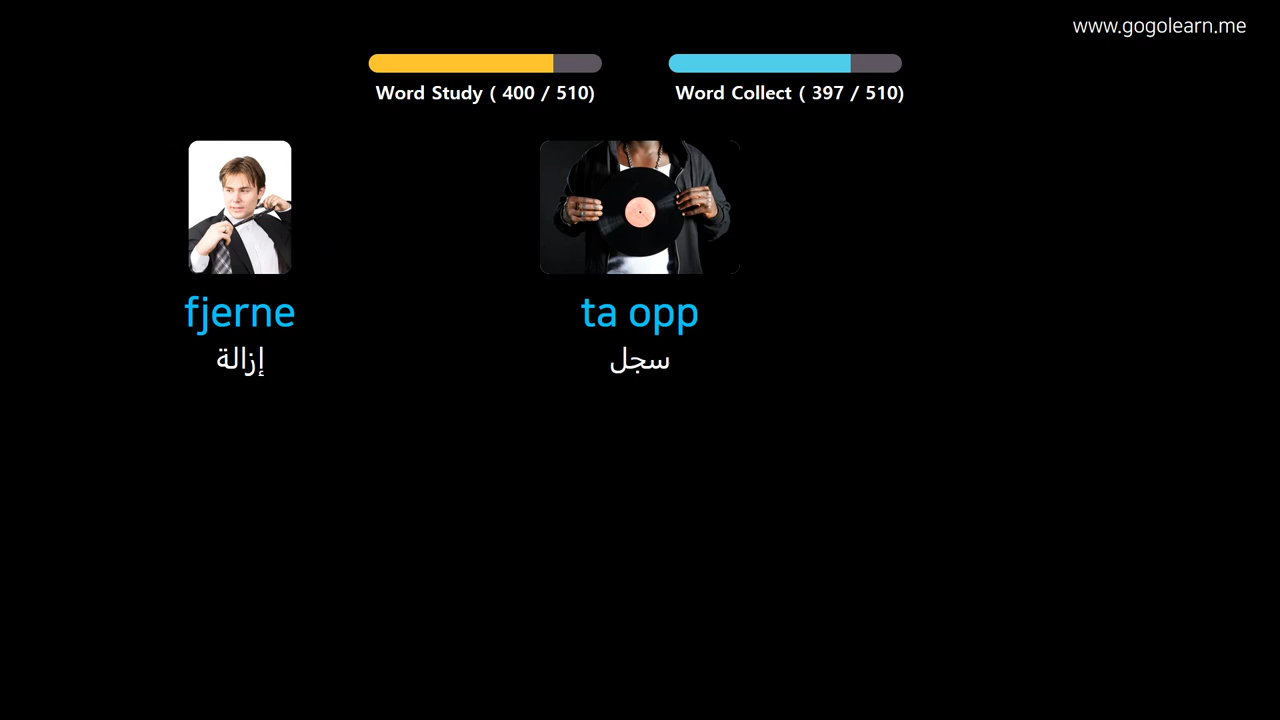 www.gogolearn.me
Word Study ( 400 / 510)
Word Collect ( 397 / 510)
fjerne
إزالة
ta opp
سجل